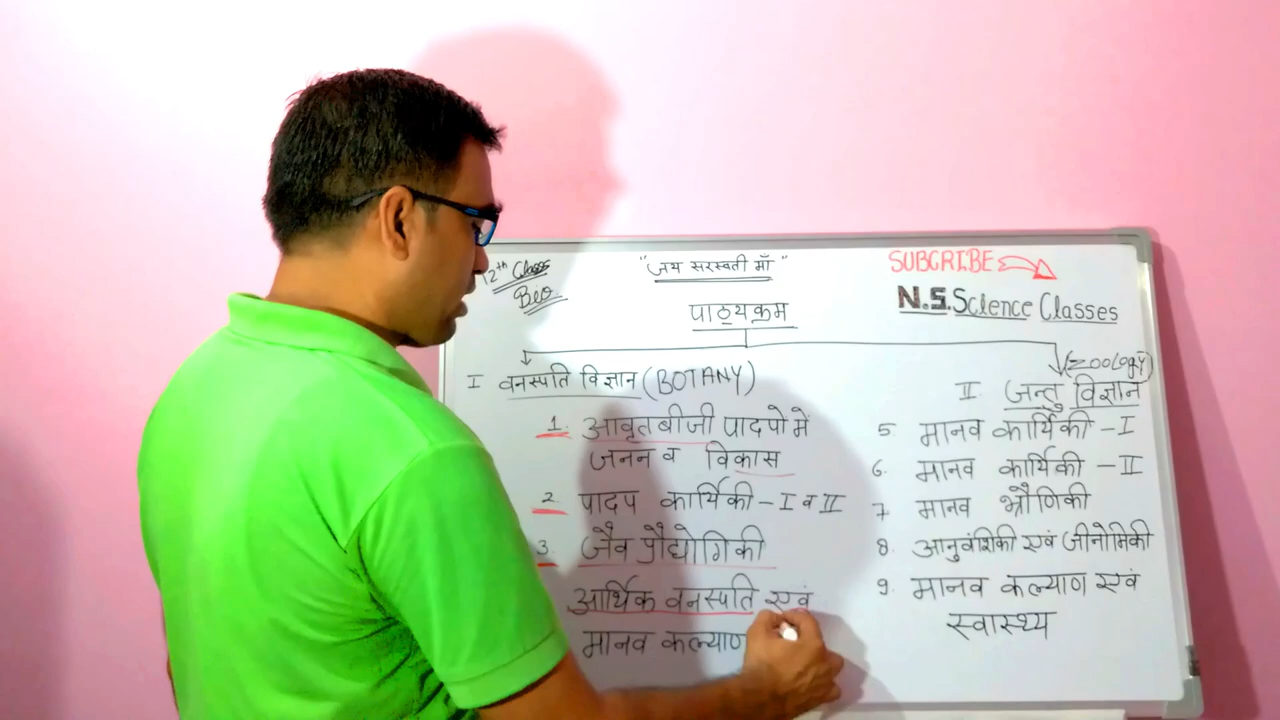 12th Class
Bio
"जय सरस्वती माँ"
SUBCRIBE
N.S. Science Classes
पाठ्यक्रम
I वनस्पति विज्ञान (BOTANY)
1. आवृतबीजी पादपो में
जनन व विकास
2. पादप कार्यिकी - I व II
3. जैव प्रौद्योगिकी
आर्थिक वनस्पति एवं
मानव कल्याण
(Zoology)
II जन्तु विज्ञान
5. मानव कार्यिकी - I
6. मानव कार्यिकी - II
7 मानव भ्रौणिकी
8. आनुवंशिकी एवं जीनोमिकी
9. मानव कल्याण एवं
स्वास्थ्य